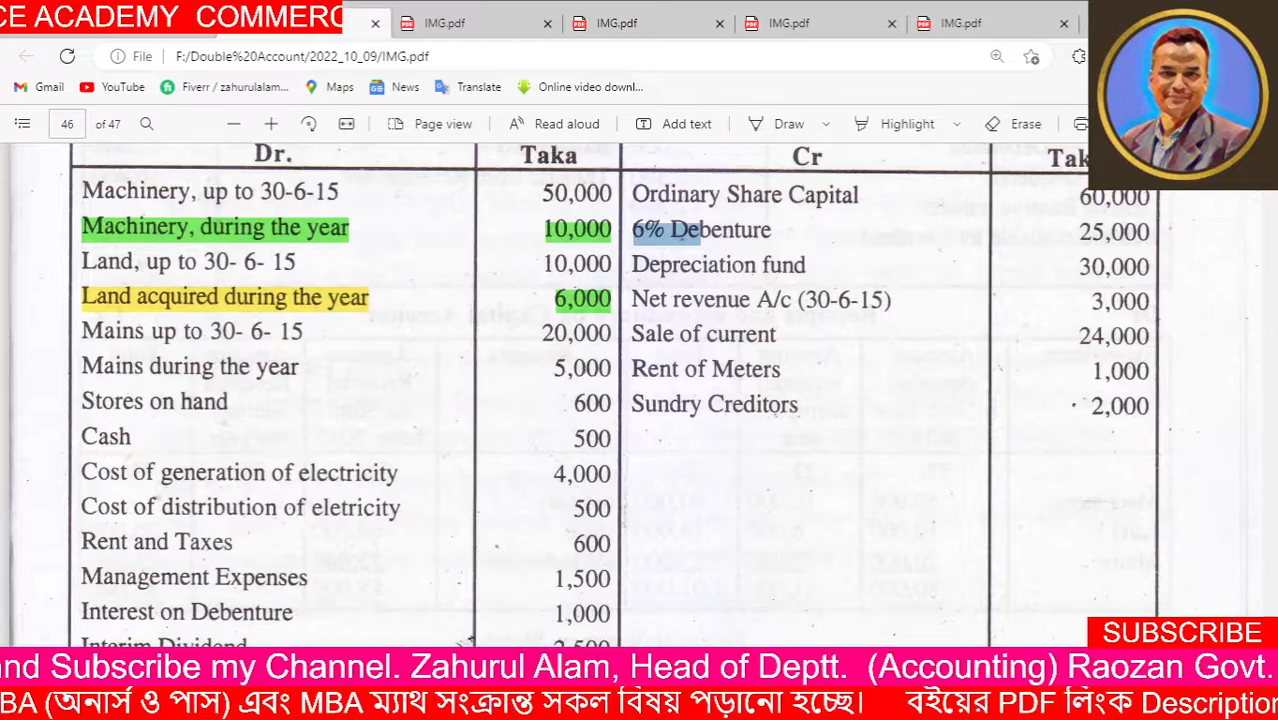 CE ACADEMY COMMERC
IMG.pdf
IMG.pdf
IMG.pdf
IMG.pdf
File
F:/Double%20Account/2022_10_09/IMG.pdf
Gmail
YouTube
Fiverr / zahurulalam...
Maps
News
Translate
Online video downl...
46
of 47
Page view
Read aloud
Add text
Draw
Highlight
Erase
Dr. Taka Cr Tak
Machinery, up to 30-6-15 50,000 Ordinary Share Capital 60,000
Machinery, during the year 10,000 6% Debenture 25,000
Land, up to 30- 6- 15 10,000 Depreciation fund 30,000
Land acquired during the year 6,000 Net revenue A/c (30-6-15) 3,000
Mains up to 30- 6- 15 20,000 Sale of current 24,000
Mains during the year 5,000 Rent of Meters 1,000
Stores on hand 600 Sundry Creditors 2,000
Cash 500
Cost of generation of electricity 4,000
Cost of distribution of eletricity 500
Rent and Taxes 600
Management Expenses 1,500
Interest on Debenture 1,000
Interim Dividend 2,500
SUBSCRIBE
and Subscribe my Channel. Zahurul Alam, Head of Deptt. (Accounting) Raozan Govt.
BA (অনার্স ও পাস) এবং MBA ম্যাথ সংক্রান্ত সকল বিষয় পড়ানো হচ্ছে। বইয়ের PDF লিংক Description